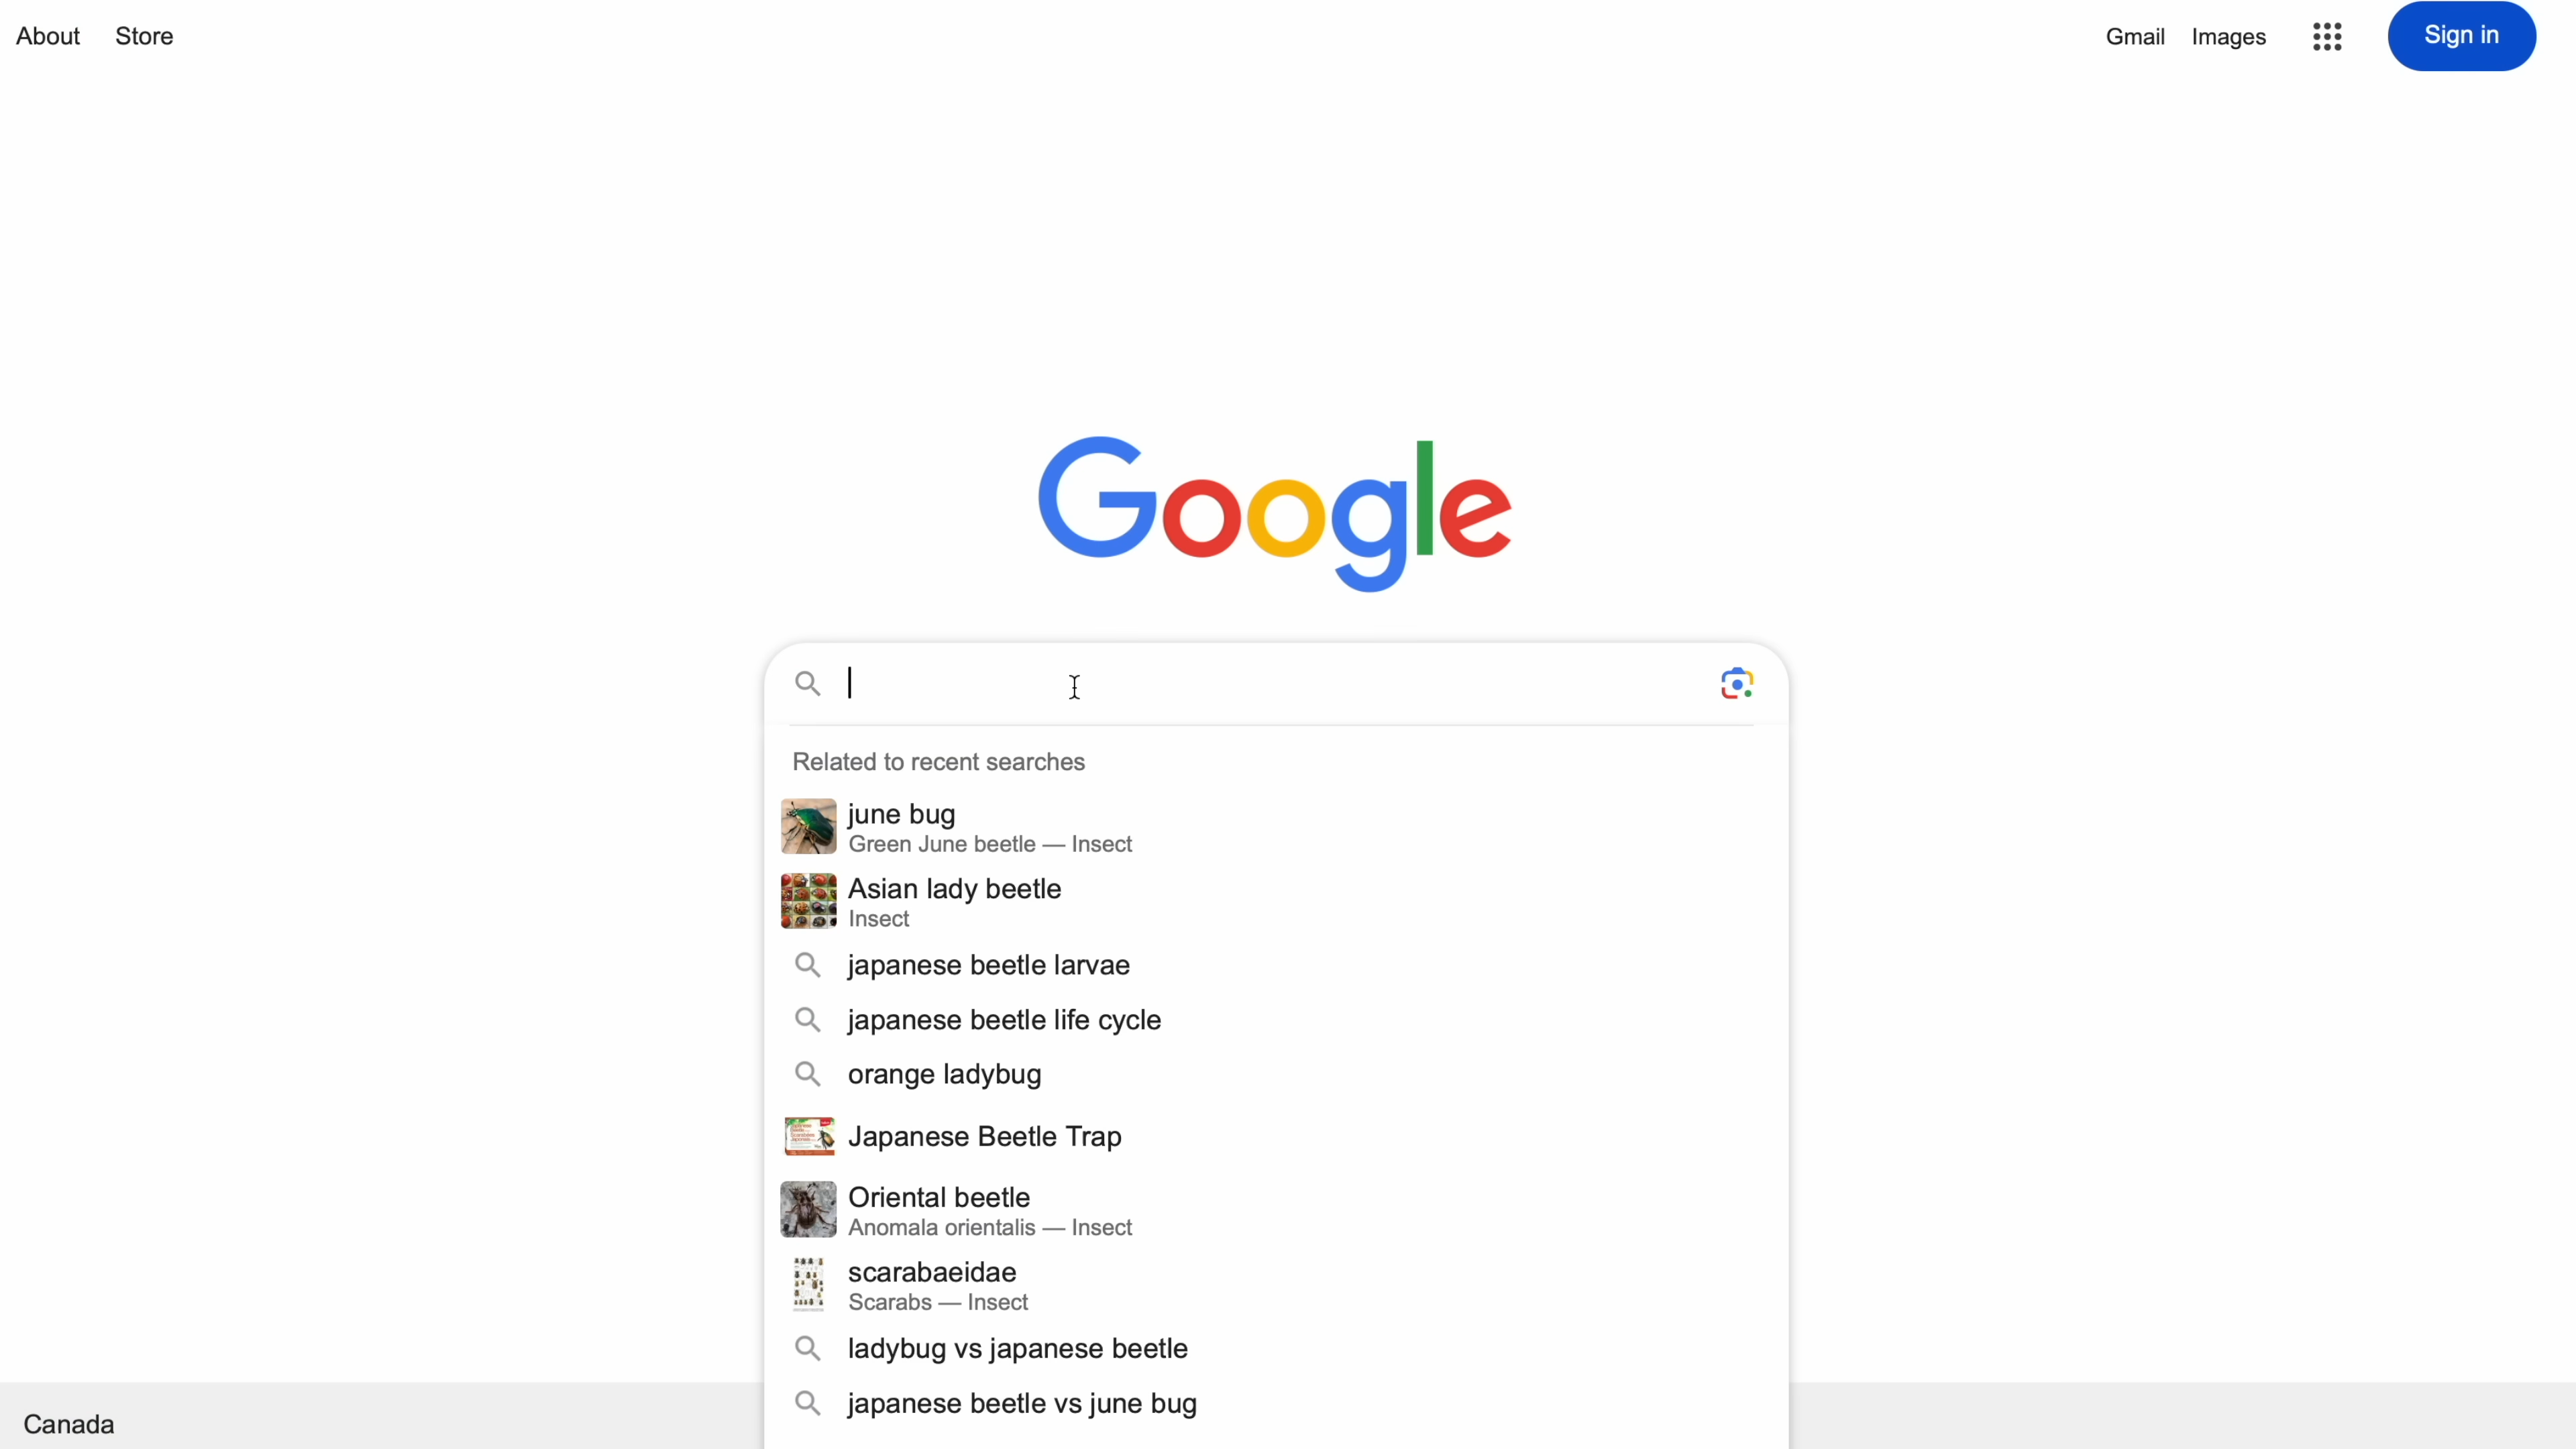 About Store
Gmail Images
Sign in
Google
Related to recent searches
june bug
Green June beetle — Insect
Asian lady beetle
Insect
japanese beetle larvae
japanese beetle life cycle
orange ladybug
Japanese Beetle Trap
Oriental beetle
Anomala orientalis — Insect
scarabaeidae
Scarabs — Insect
ladybug vs japanese beetle
japanese beetle vs june bug
Canada